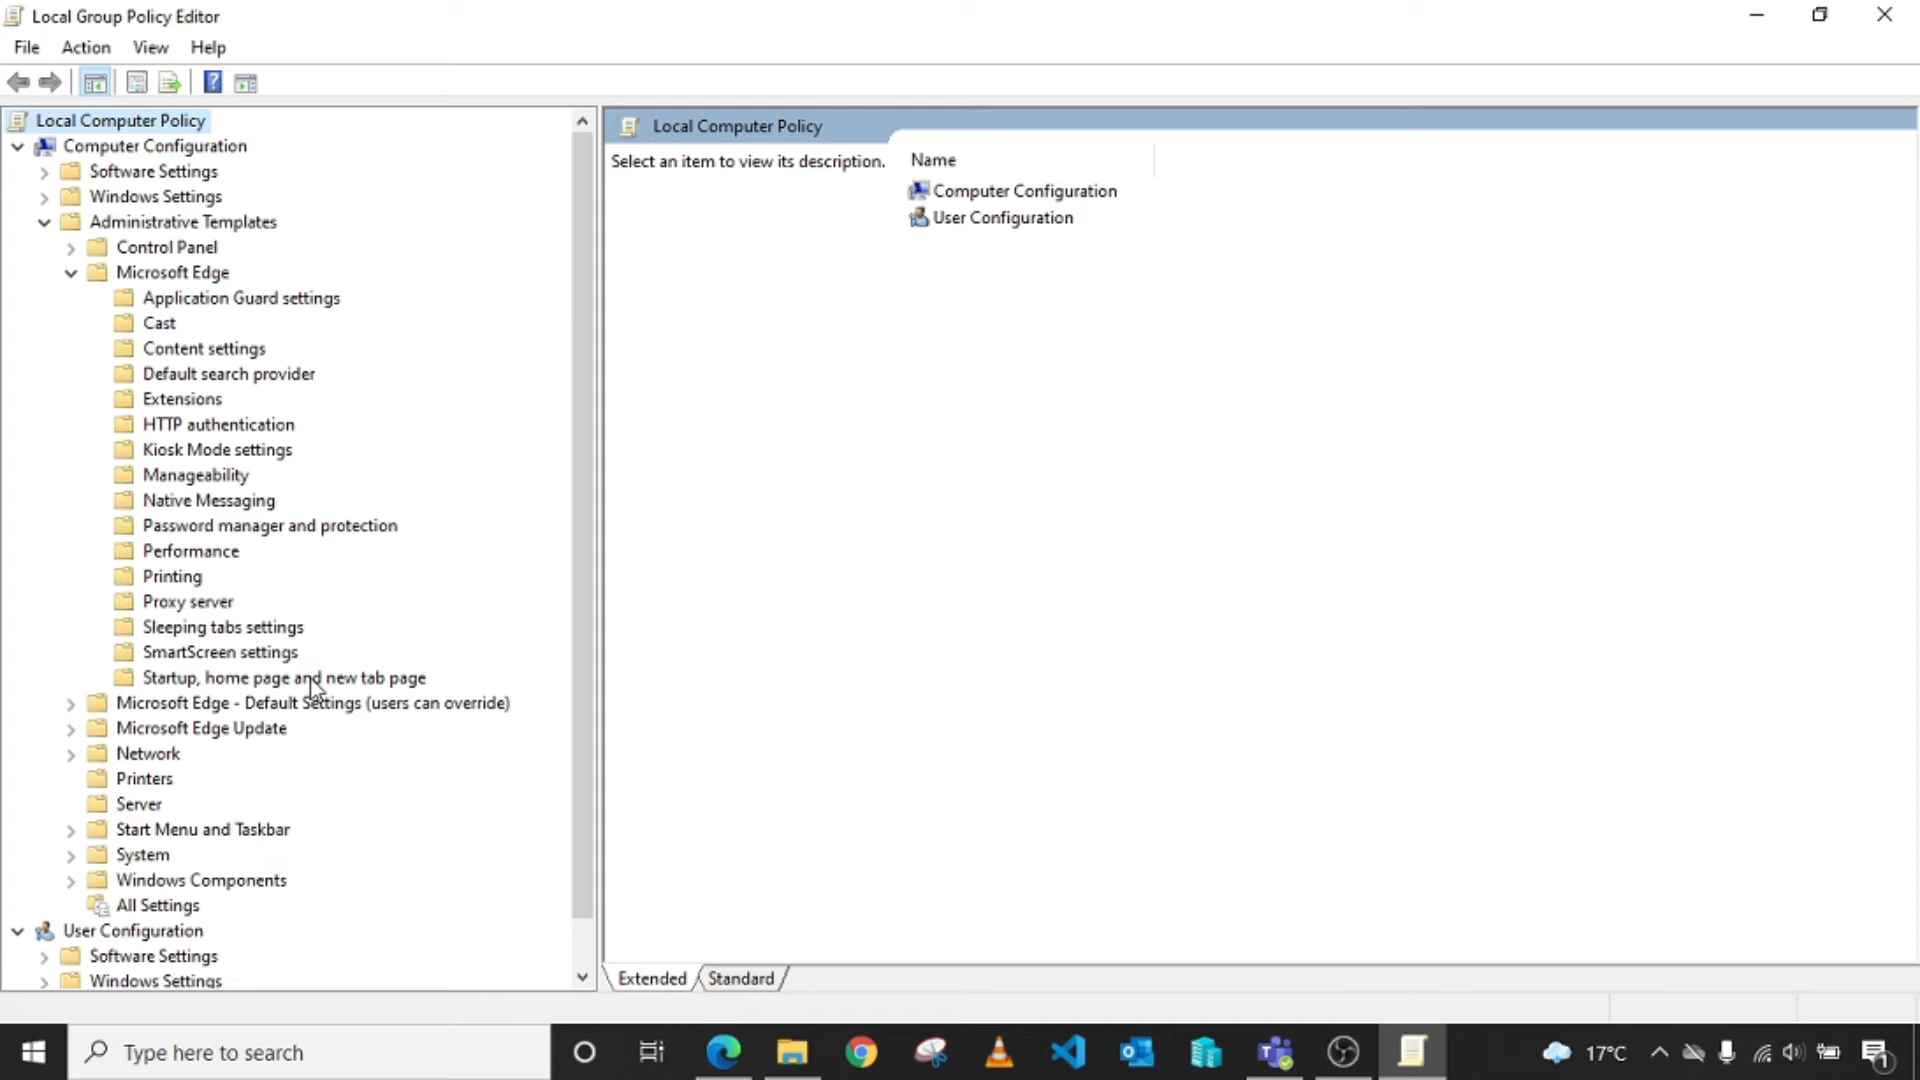 Local Group Policy Editor
File Action View Help
Local Computer Policy
Computer Configuration
Software Settings
Windows Settings
Administrative Templates
Control Panel
Microsoft Edge
Application Guard settings
Cast
Content settings
Default search provider
Extensions
HTTP authentication
Kiosk Mode settings
Manageability
Native Messaging
Password manager and protection
Performance
Printing
Proxy server
Sleeping tabs settings
SmartScreen settings
Startup, home page and new tab page
Microsoft Edge - Default Settings (users can override)
Microsoft Edge Update
Network
Printers
Server
Start Menu and Taskbar
System
Windows Components
All Settings
User Configuration
Software Settings
Windows Settings
Local Computer Policy
Select an item to view its description.
Name
Computer Configuration
User Configuration
Extended Standard
Type here to search
17°C
1